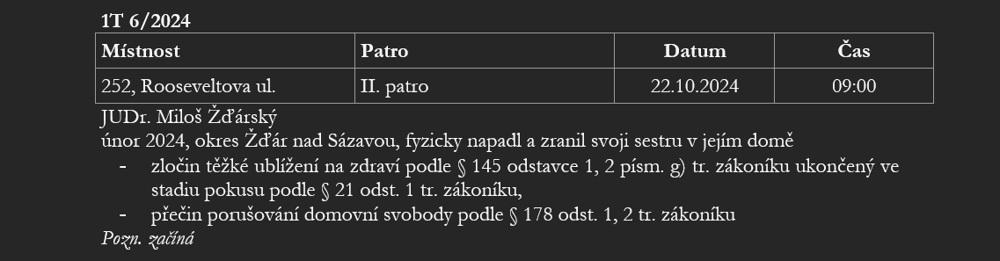 1T 6/2024
Místnost Patro Datum Čas
252, Rooseveltova ul. II. patro 22.10.2024 09:00
JUDr. Miloš Žďárský
únor 2024, okres Žďár nad Sázavou, fyzicky napadl a zranil svoji sestru v jejím domě
- zločin těžké ublížení na zdraví podle § 145 odstavce 1, 2 písm. g) tr. zákoníku ukončený ve
stadiu pokusu podle § 21 odst. 1 tr. zákoníku,
- přečin porušování domovní svobody podle § 178 odst. 1, 2 tr. zákoníku
Pozn. začíná